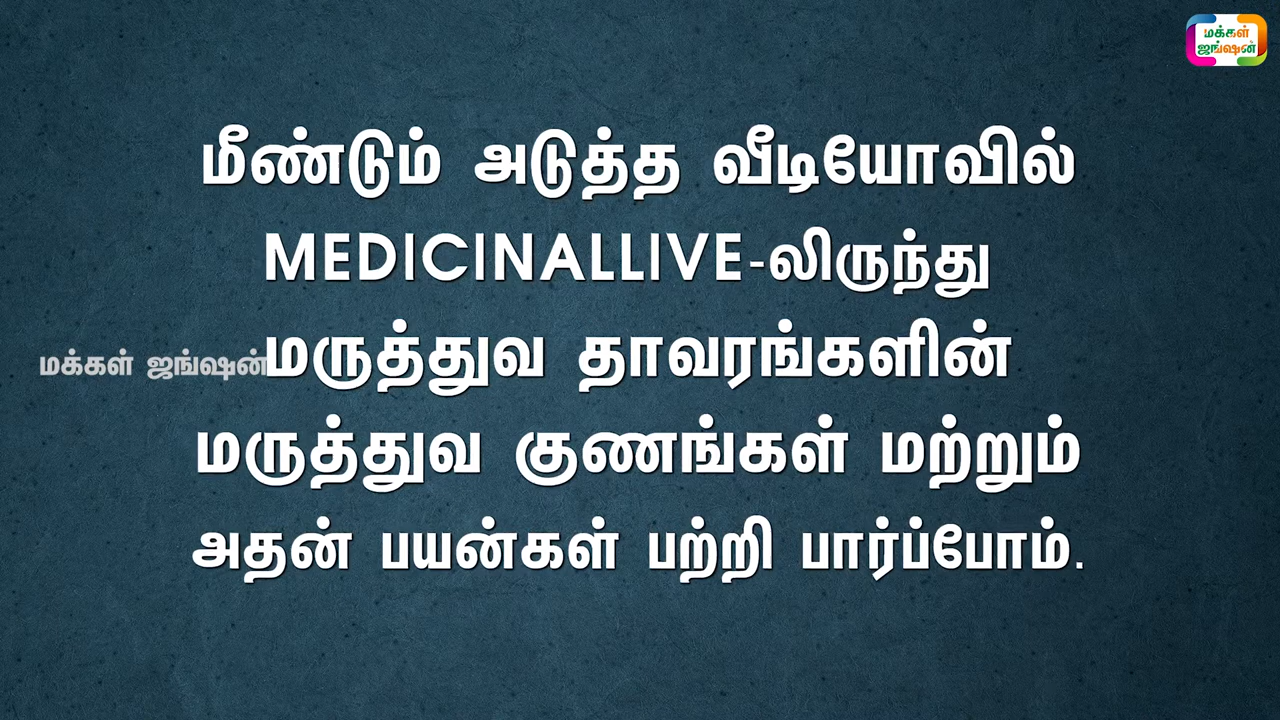 மக்கள்
ஜங்ஷன்
மீண்டும் அடுத்த வீடியோவில்
MEDICINALLIVE-லிருந்து
மக்கள் ஜங்ஷன்
மருத்துவ தாவரங்களின்
மருத்துவ குணங்கள் மற்றும்
அதன் பயன்கள் பற்றி பார்ப்போம்.